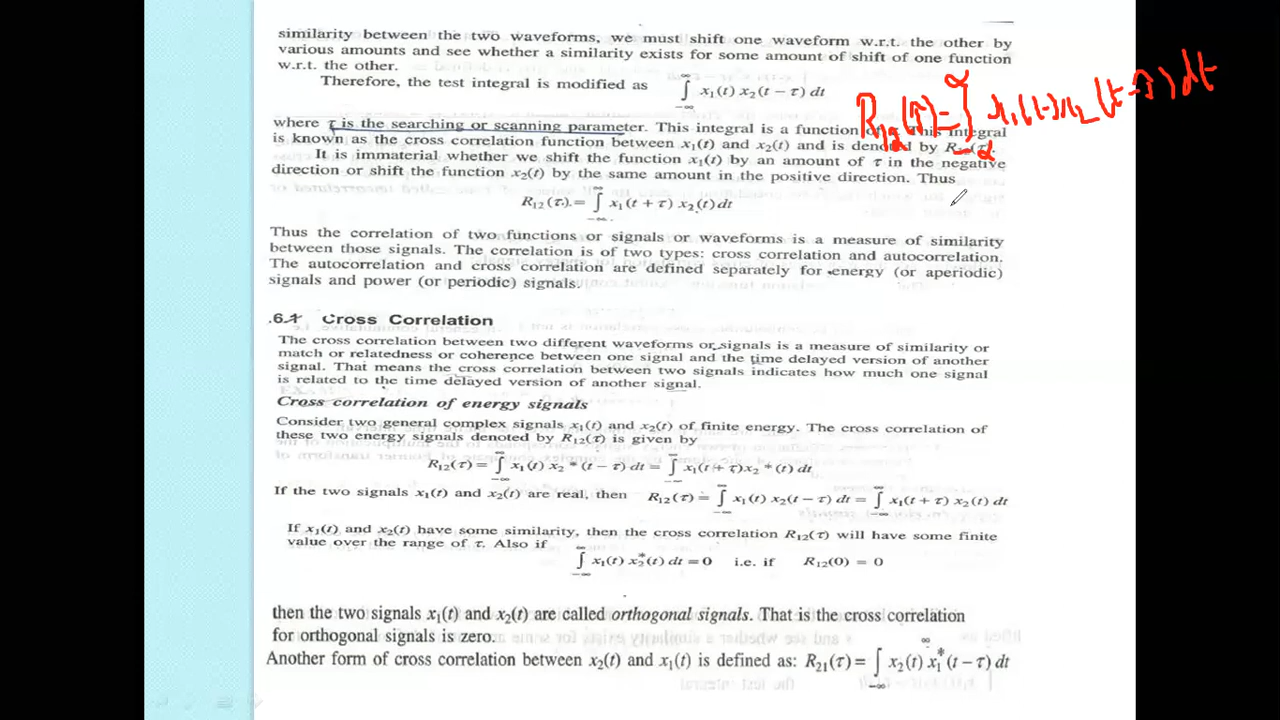 similarity between the two waveforms, we must shift one waveform w.r.t. the other by
various amounts and see whether a similarity exists for some amount of shift of one function
w.r.t. the other.
Therefore, the test integral is modified as ∫_{-∞}^{∞} x₁(t) x₂(t − τ) dt
R₁₂(τ) = ∫_{-∞}^{∞} x₁(t) x₂(t − τ) dt
where τ is the searching or scanning parameter. This integral is a function of This integral
is known as the cross correlation function between x₁(t) and x₂(t) and is denoted by R₁₂(τ).
It is immaterial whether we shift the function x₁(t) by an amount of τ in the negative
direction or shift the function x₂(t) by the same amount in the positive direction. Thus
R₁₂(τ) = ∫_{-∞}^{∞} x₁(t + τ) x₂(t) dt
Thus the correlation of two functions or signals or waveforms is a measure of similarity
between those signals. The correlation is of two types: cross correlation and autocorrelation.
The autocorrelation and cross correlation are defined separately for energy (or aperiodic)
signals and power (or periodic) signals.
.6.1 Cross Correlation
The cross correlation between two different waveforms or signals is a measure of similarity or
match or relatedness or coherence between one signal and the time delayed version of another
signal. That means the cross correlation between two signals indicates how much one signal
is related to the time delayed version of another signal.
Cross correlation of energy signals
Consider two general complex signals x₁(t) and x₂(t) of finite energy. The cross correlation of
these two energy signals denoted by R₁₂(τ) is given by
R₁₂(τ) = ∫_{-∞}^{∞} x₁(t) x₂*(t − τ) dt = ∫_{-∞}^{∞} x₁(t + τ) x₂*(t) dt
If the two signals x₁(t) and x₂(t) are real, then R₁₂(τ) = ∫_{-∞}^{∞} x₁(t) x₂(t − τ) dt = ∫_{-∞}^{∞} x₁(t + τ) x₂(t) dt
If x₁(t) and x₂(t) have some similarity, then the cross correlation R₁₂(τ) will have some finite
value over the range of τ. Also if
∫_{-∞}^{∞} x₁(t) x₂*(t) dt = 0 i.e. if R₁₂(0) = 0
then the two signals x₁(t) and x₂(t) are called orthogonal signals. That is the cross correlation
for orthogonal signals is zero.
Another form of cross correlation between x₂(t) and x₁(t) is defined as: R₂₁(τ) = ∫_{-∞}^{∞} x₂(t) x₁*(t − τ) dt